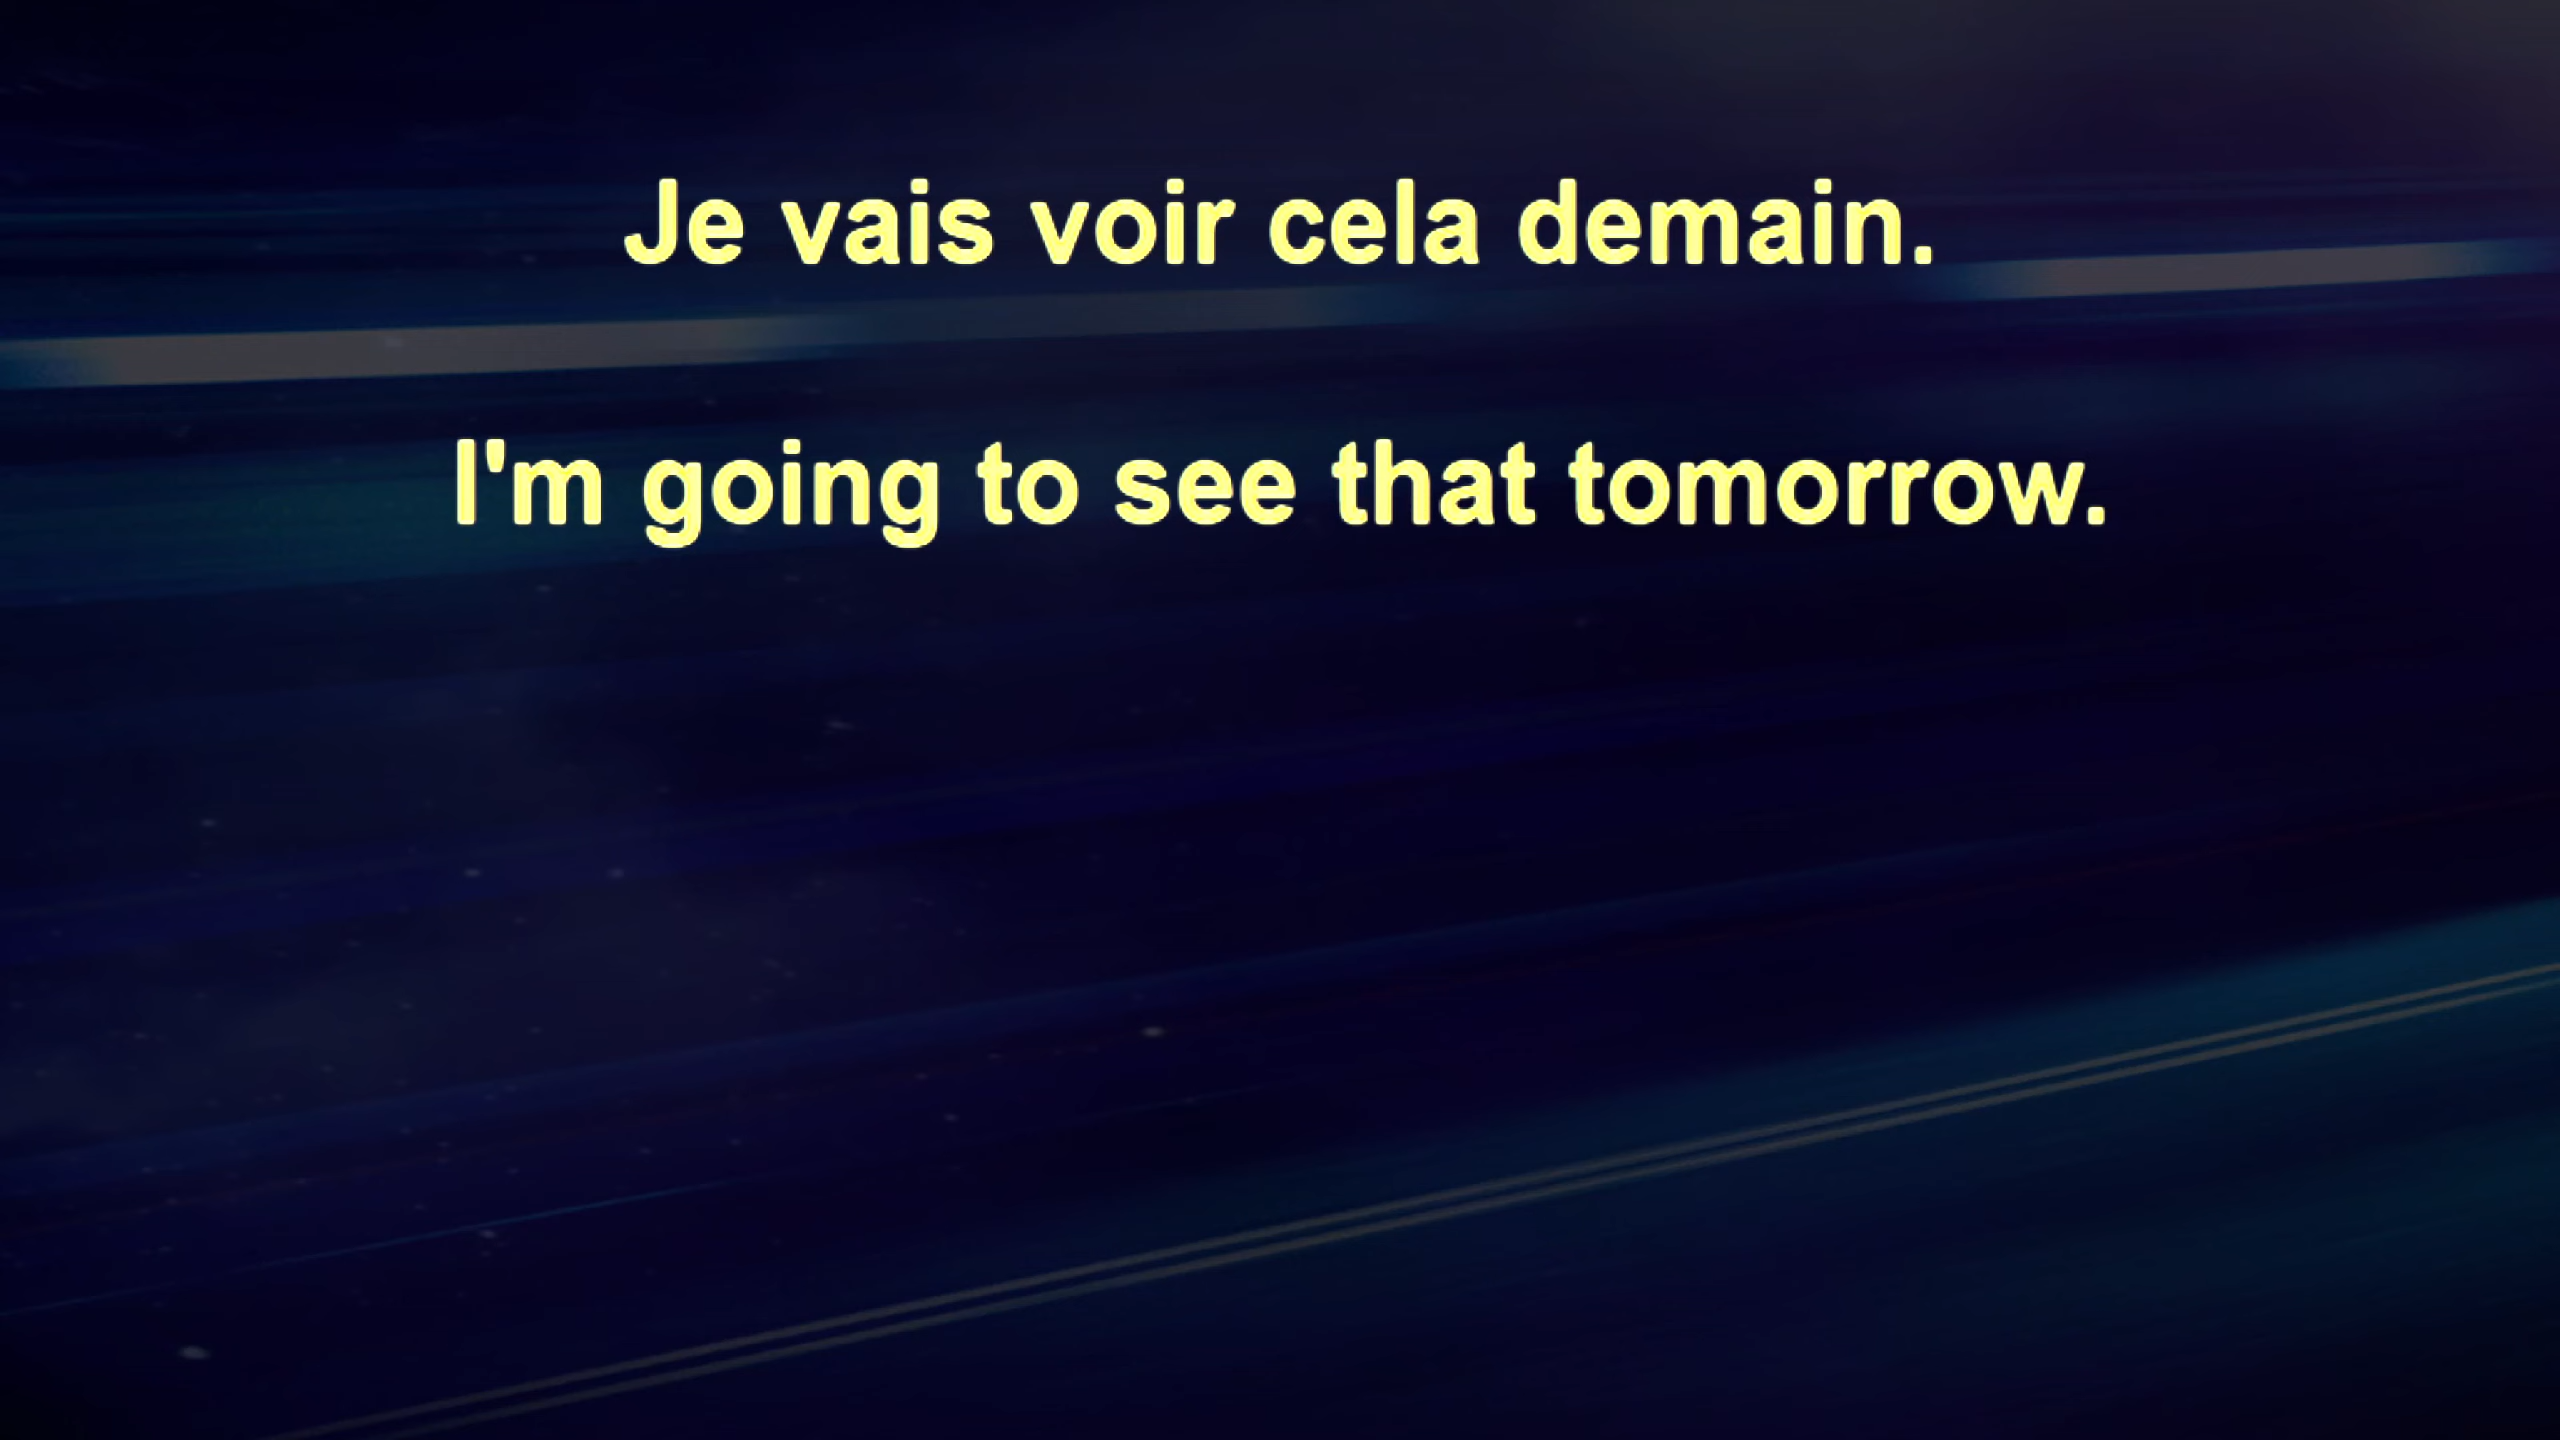 Je vais voir cela demain.
I'm going to see that tomorrow.